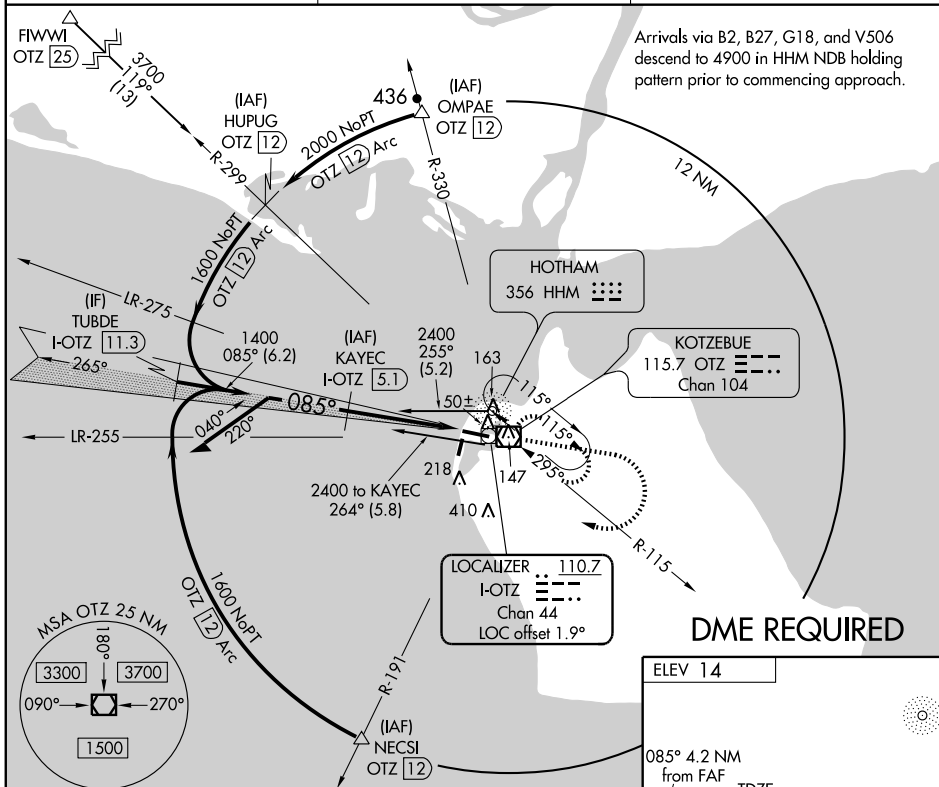 FIWWI
OTZ 25
3700
119°
(13)
R-299
(IAF)
HUPUG
OTZ 12
436
(IAF)
OMPAE
OTZ 12
2000 NoPT
OTZ 12 Arc
R-330
12 NM
Arrivals via B2, B27, G18, and V506
descend to 4900 in HHM NDB holding
pattern prior to commencing approach.
1600 NoPT
OTZ 12 Arc
LR-275
(IF)
TUBDE
I-OTZ 11.3
265°
1400
085° (6.2)
(IAF)
KAYEC
I-OTZ 5.1
2400
255°
(5.2)
163
HOTHAM
356 HHM
KOTZEBUE
115.7 OTZ
Chan 104
50±
115°
115°
085°
040°
220°
LR-255
295°
218
147
410
2400 to KAYEC
264° (5.8)
R-115
LOCALIZER 110.7
I-OTZ
Chan 44
LOC offset 1.9°
DME REQUIRED
1600 NoPT
OTZ 12 Arc
R-191
(IAF)
NECSI
OTZ 12
MSA OTZ 25 NM
180°
3300
3700
090°
270°
1500
ELEV 14
085° 4.2 NM
from FAF
TDZE